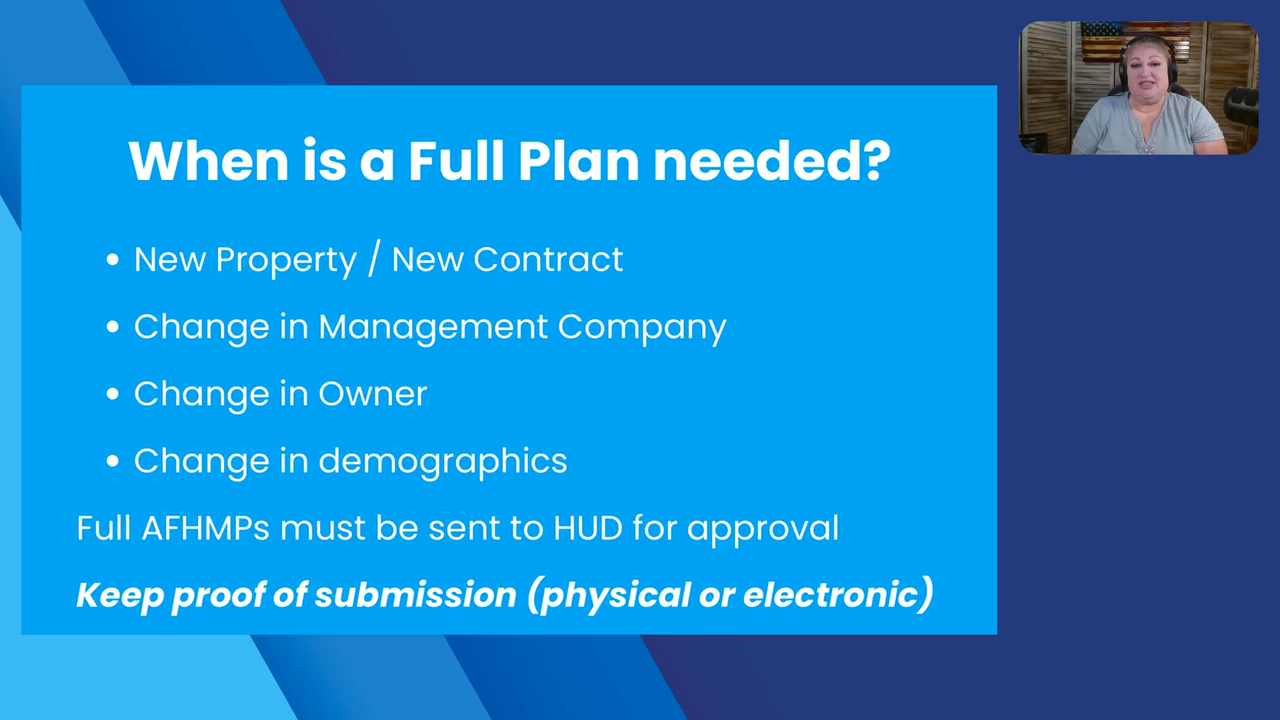 When is a Full Plan needed?
• New Property / New Contract
• Change in Management Company
• Change in Owner
• Change in demographics
Full AFHMPs must be sent to HUD for approval
Keep proof of submission (physical or electronic)